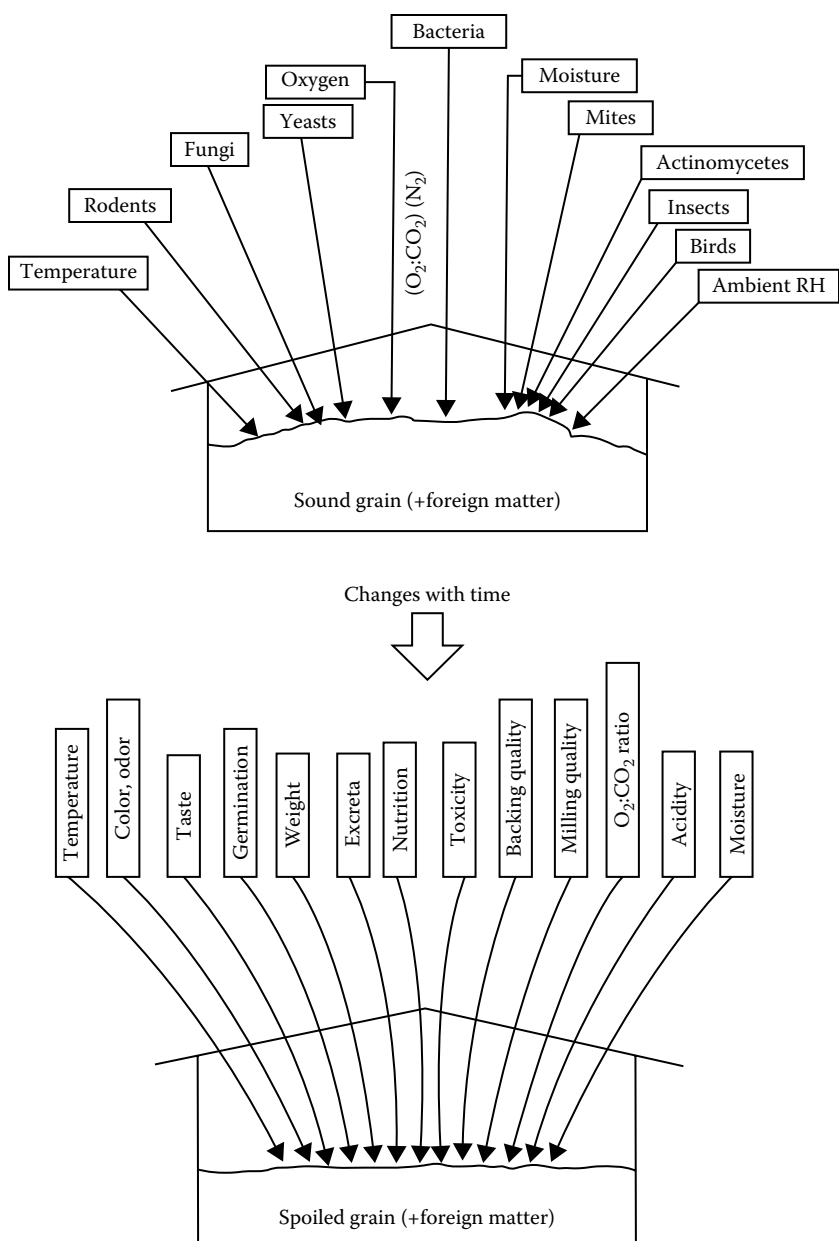 Bacteria
Oxygen
Moisture
Yeasts
Mites
Fungi
Actinomycetes
Rodents
Insects
Birds
Temperature
Ambient RH
(O₂:CO₂) (N₂)
Sound grain (+foreign matter)
Changes with time
Temperature
Color, odor
Taste
Germination
Weight
Excreta
Nutrition
Toxicity
Backing quality
Milling quality
O₂:CO₂ ratio
Acidity
Moisture
Spoiled grain (+foreign matter)